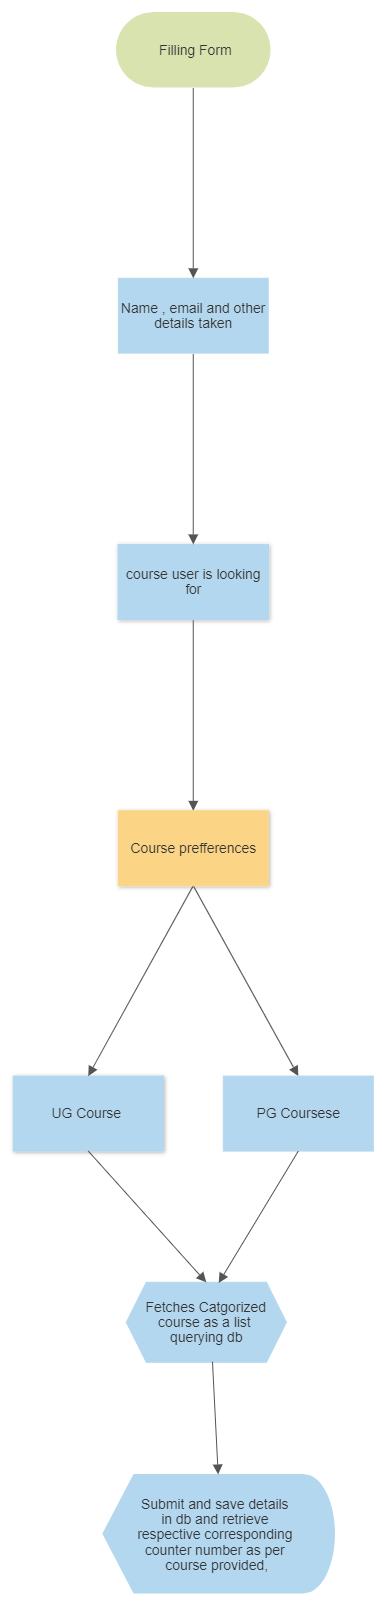 Filling Form
Name , email and other
details taken
course user is looking
for
Course prefferences
UG Course
PG Coursese
Fetches Catgorized
course as a list
querying db
Submit and save details
in db and retrieve
respective corresponding
counter number as per
course provided,